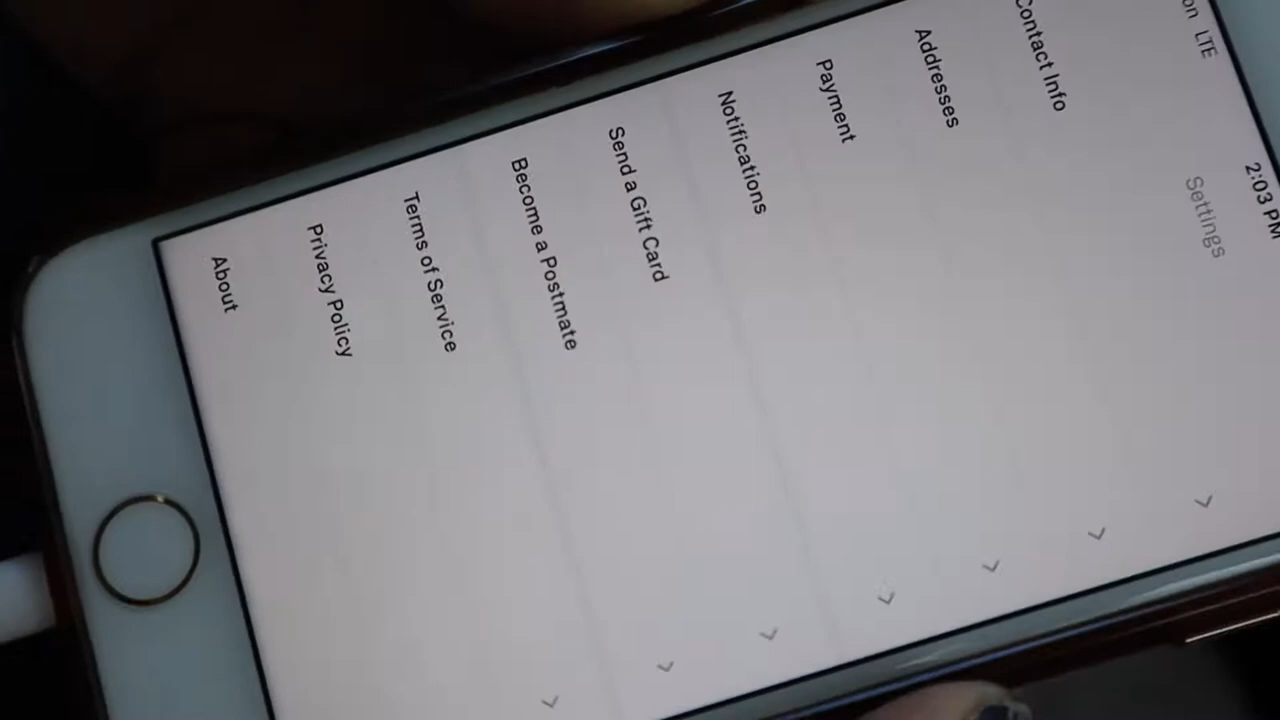 LTE
2:03 PM
Settings
Contact Info
Addresses
Payment
Notifications
Send a Gift Card
Become a Postmate
Terms of Service
Privacy Policy
About